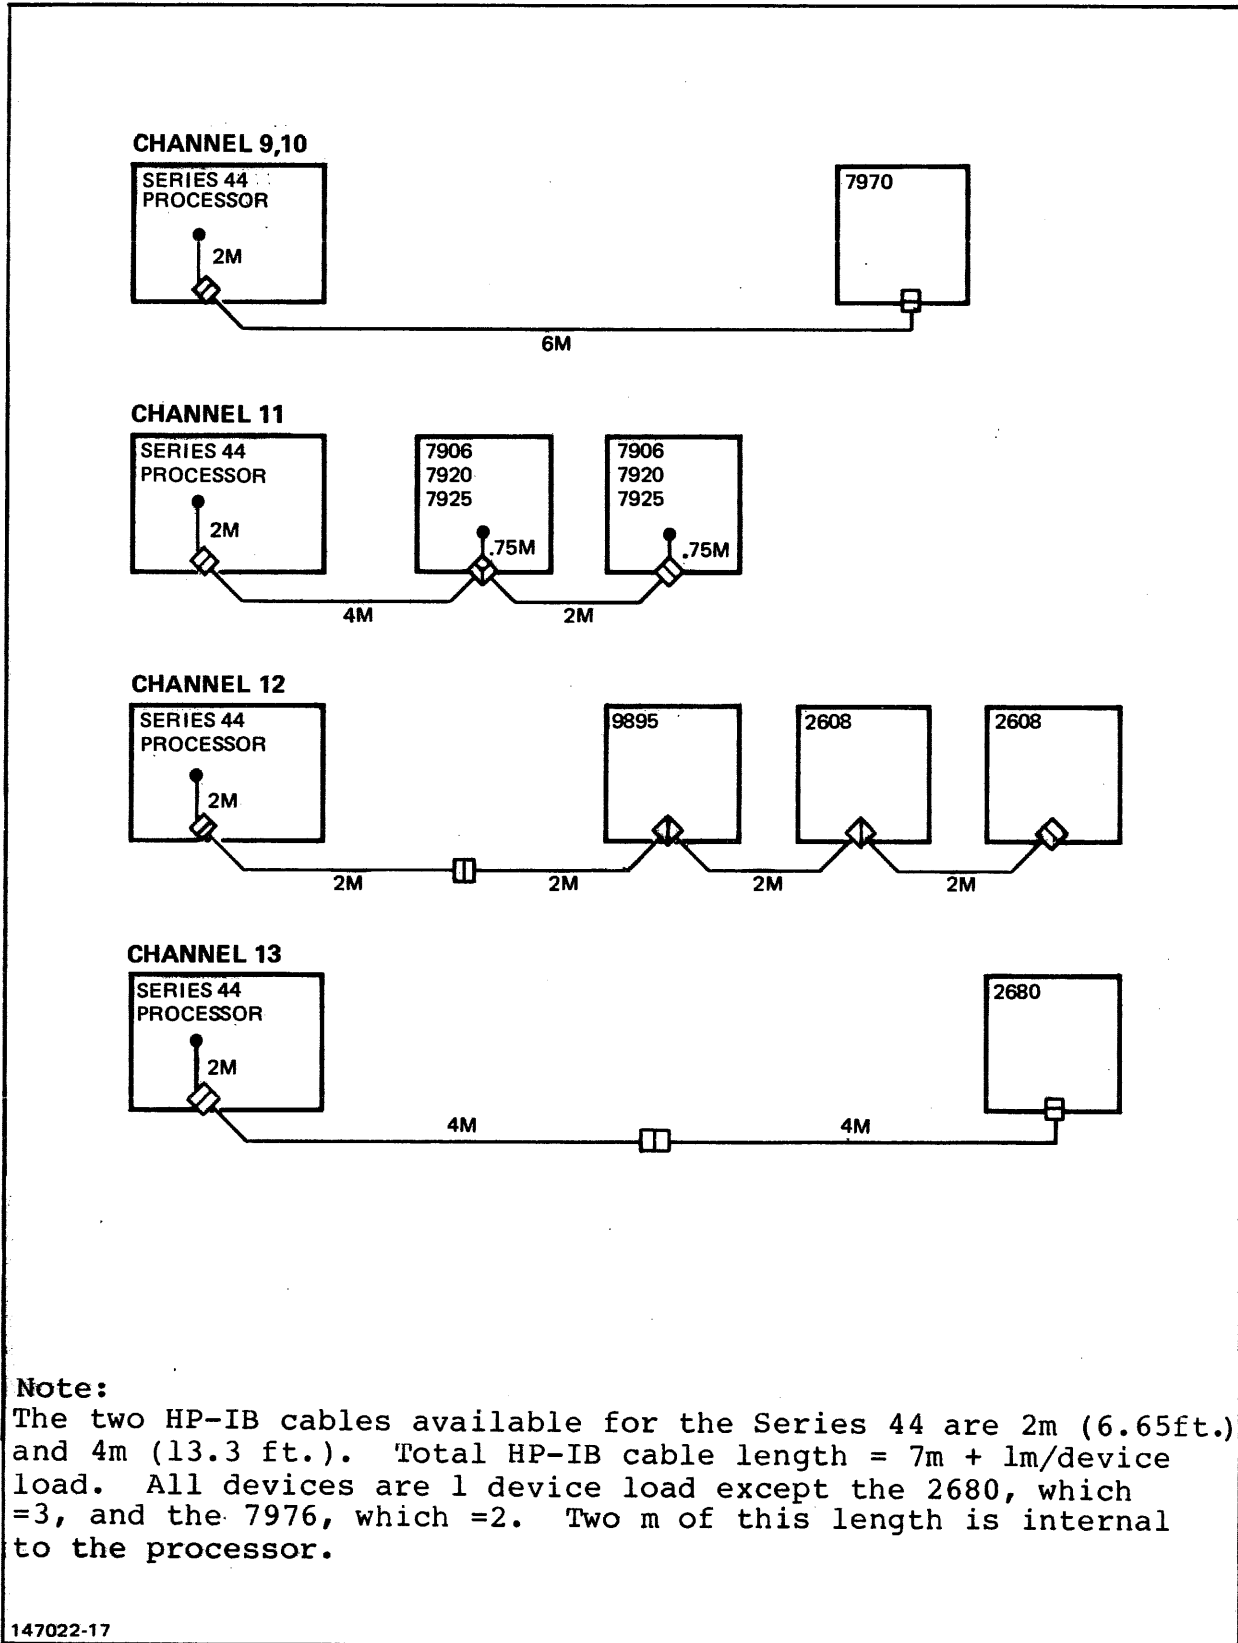 CHANNEL 9,10
SERIES 44
PROCESSOR
2M
7970
6M
CHANNEL 11
SERIES 44
PROCESSOR
2M
7906
7920
7925
.75M
7906
7920
7925
.75M
4M
2M
CHANNEL 12
SERIES 44
PROCESSOR
2M
9895
2608
2608
2M
2M
2M
2M
CHANNEL 13
SERIES 44
PROCESSOR
2M
2680
4M
4M
Note:
The two HP-IB cables available for the Series 44 are 2m (6.65ft.)
and 4m (13.3 ft.). Total HP-IB cable length = 7m + 1m/device
load. All devices are 1 device load except the 2680, which
=3, and the 7976, which =2. Two m of this length is internal
to the processor.
147022-17